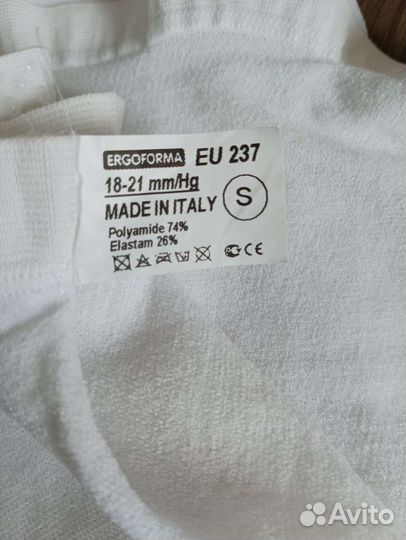 ERGOFORMA EU 237
18-21 mm/Hg
MADE IN ITALY S
Polyamide 74%
Elastam 26%
CE
Avito